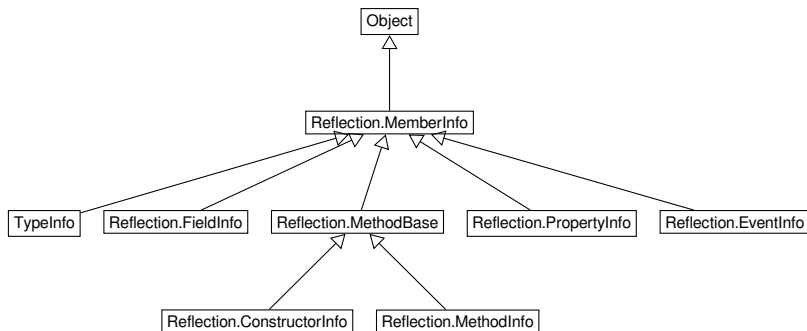 Object
Reflection.MemberInfo
TypeInfo
Reflection.FieldInfo
Reflection.MethodBase
Reflection.PropertyInfo
Reflection.EventInfo
Reflection.ConstructorInfo
Reflection.MethodInfo